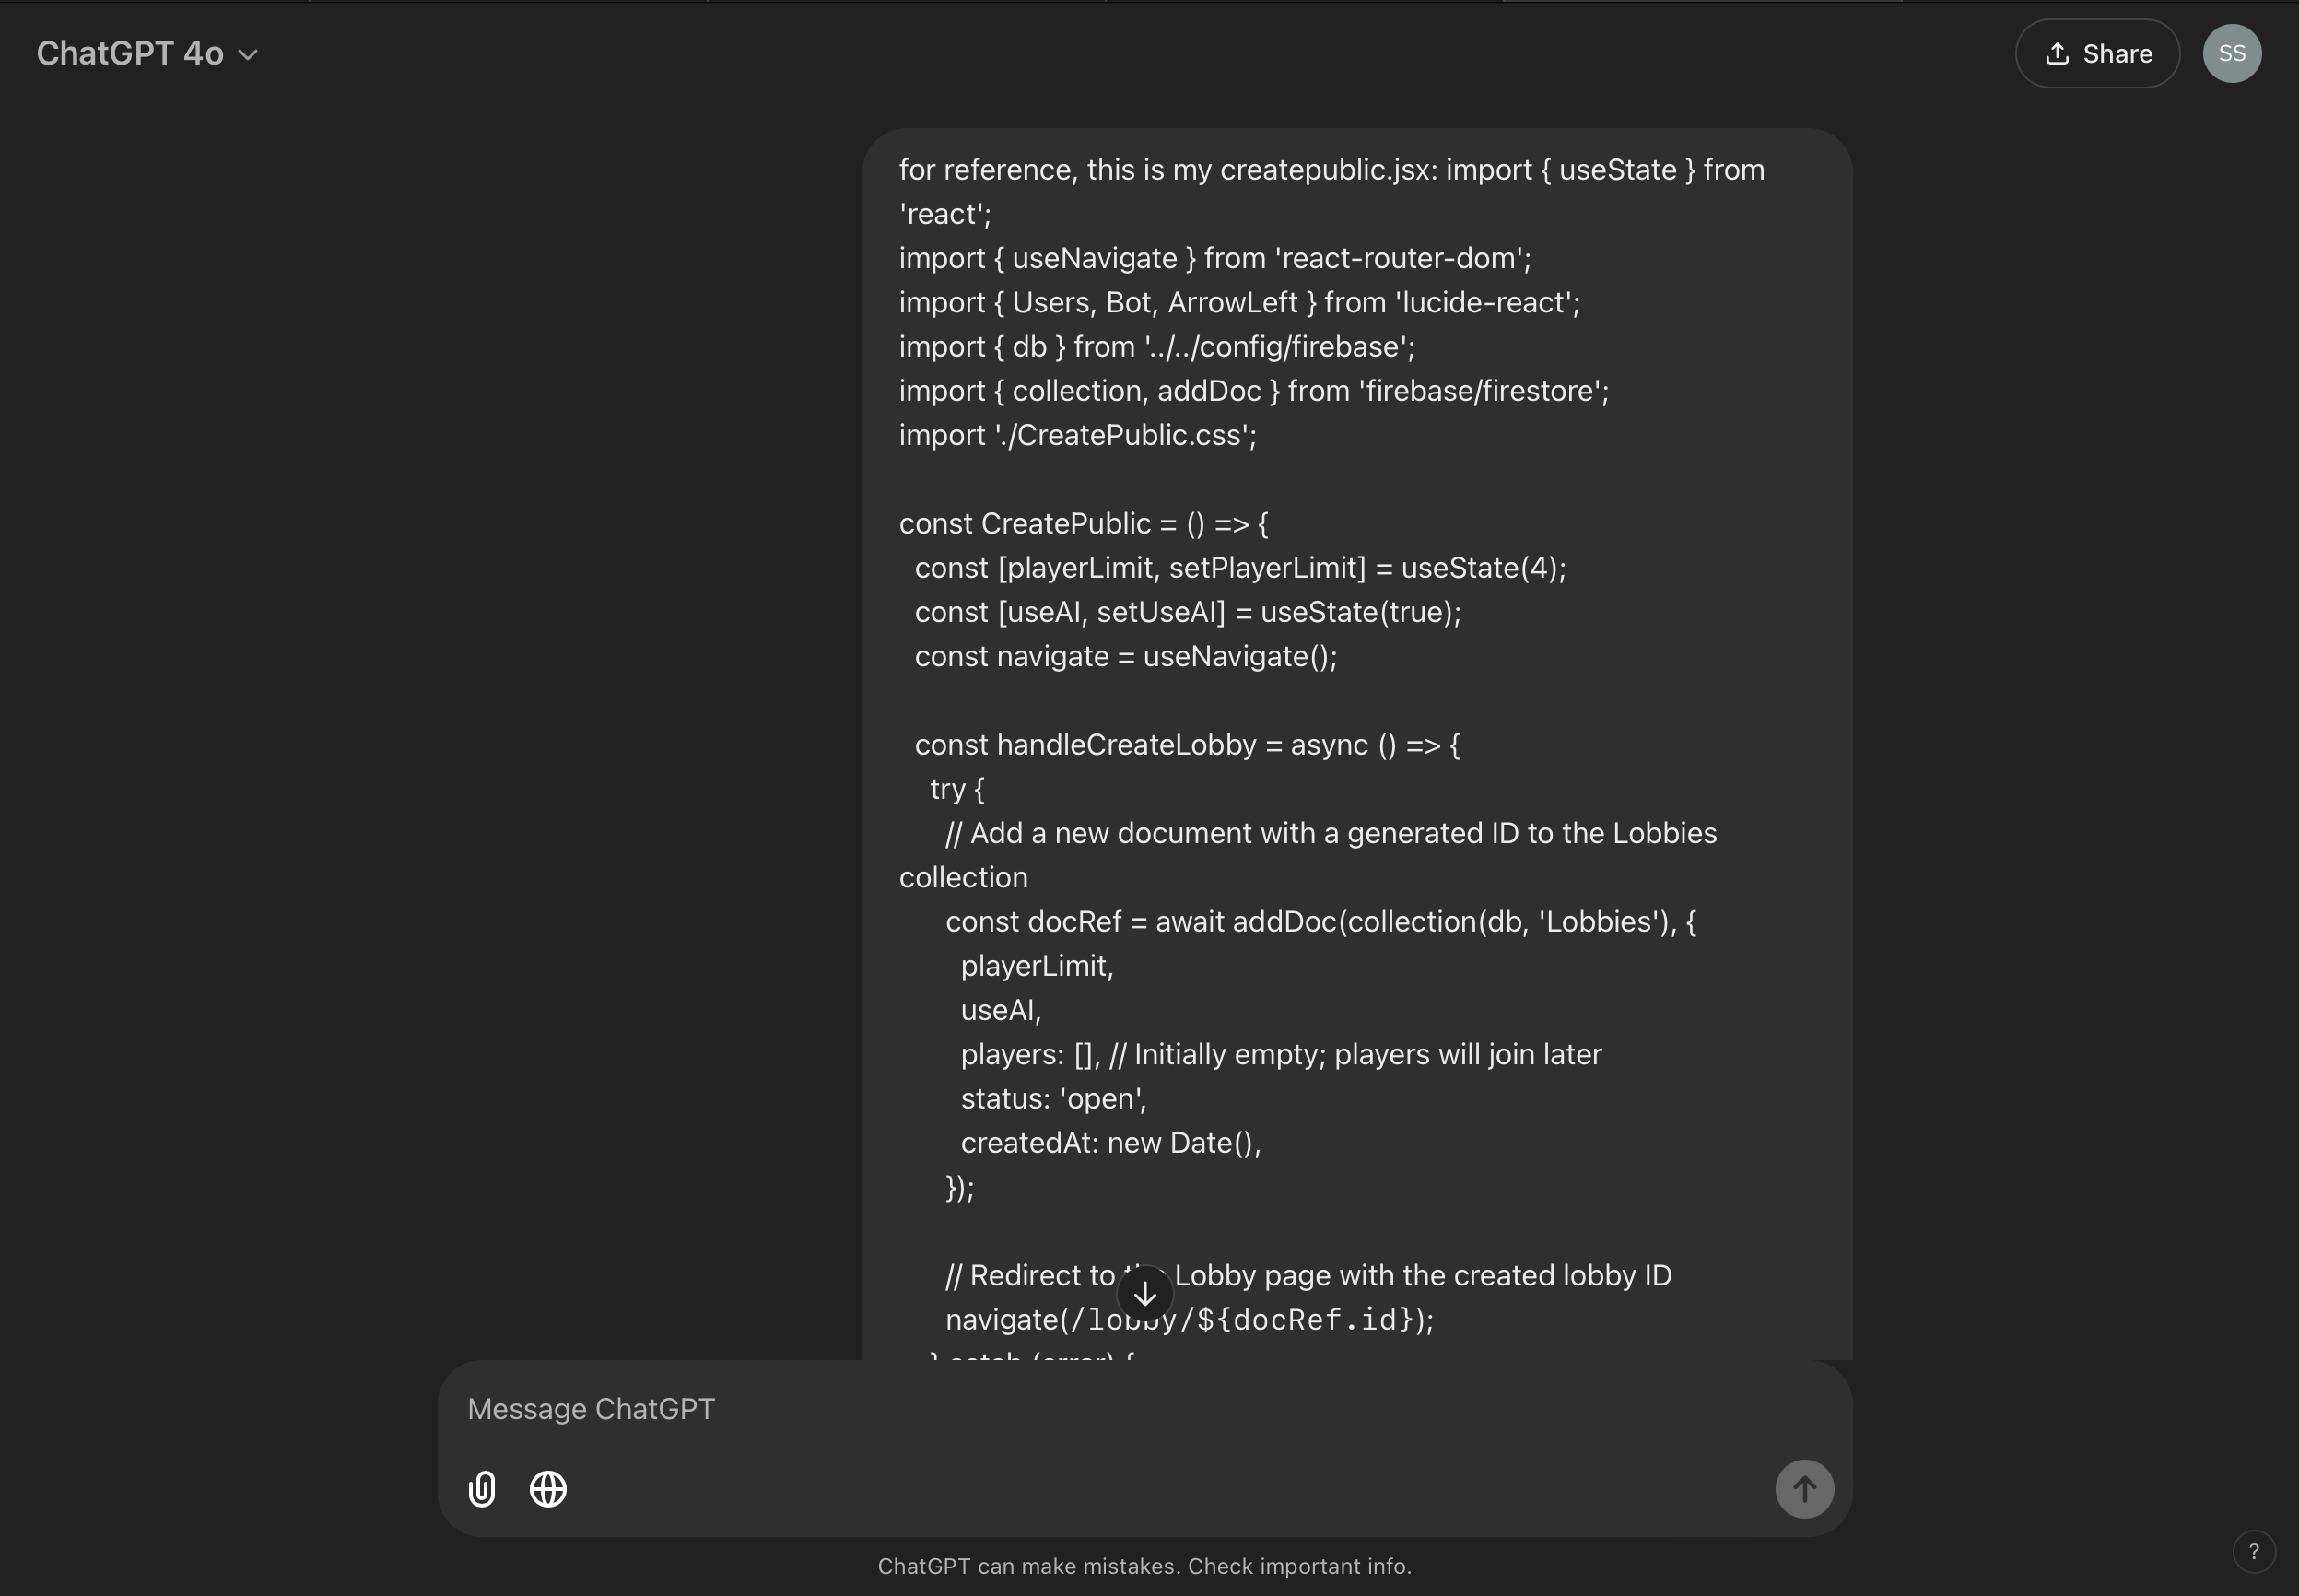 ChatGPT 4o
Share
SS
for reference, this is my createpublic.jsx: import { useState } from
'react';
import { useNavigate } from 'react-router-dom';
import { Users, Bot, ArrowLeft } from 'lucide-react';
import { db } from '../../config/firebase';
import { collection, addDoc } from 'firebase/firestore';
import './CreatePublic.css';

const CreatePublic = () => {
  const [playerLimit, setPlayerLimit] = useState(4);
  const [useAI, setUseAI] = useState(true);
  const navigate = useNavigate();

  const handleCreateLobby = async () => {
    try {
      // Add a new document with a generated ID to the Lobbies
collection
      const docRef = await addDoc(collection(db, 'Lobbies'), {
        playerLimit,
        useAI,
        players: [], // Initially empty; players will join later
        status: 'open',
        createdAt: new Date(),
      });

      // Redirect to the Lobby page with the created lobby ID
      navigate(/lobby/${docRef.id});
    } catch (error) {
Message ChatGPT
ChatGPT can make mistakes. Check important info.
?